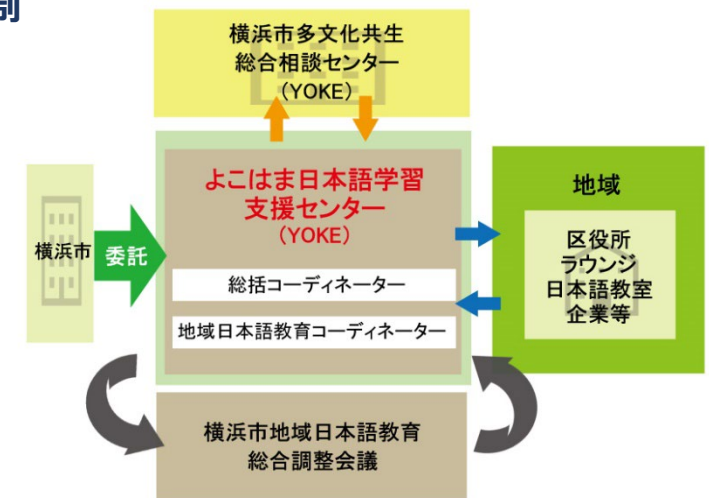 制
横浜市多文化共生
総合相談センター
(YOKE)
よこはま日本語学習
支援センター
(YOKE)
総括コーディネーター
地域日本語教育コーディネーター
横浜市
委託
地域
区役所
ラウンジ
日本語教室
企業等
横浜市地域日本語教育
総合調整会議